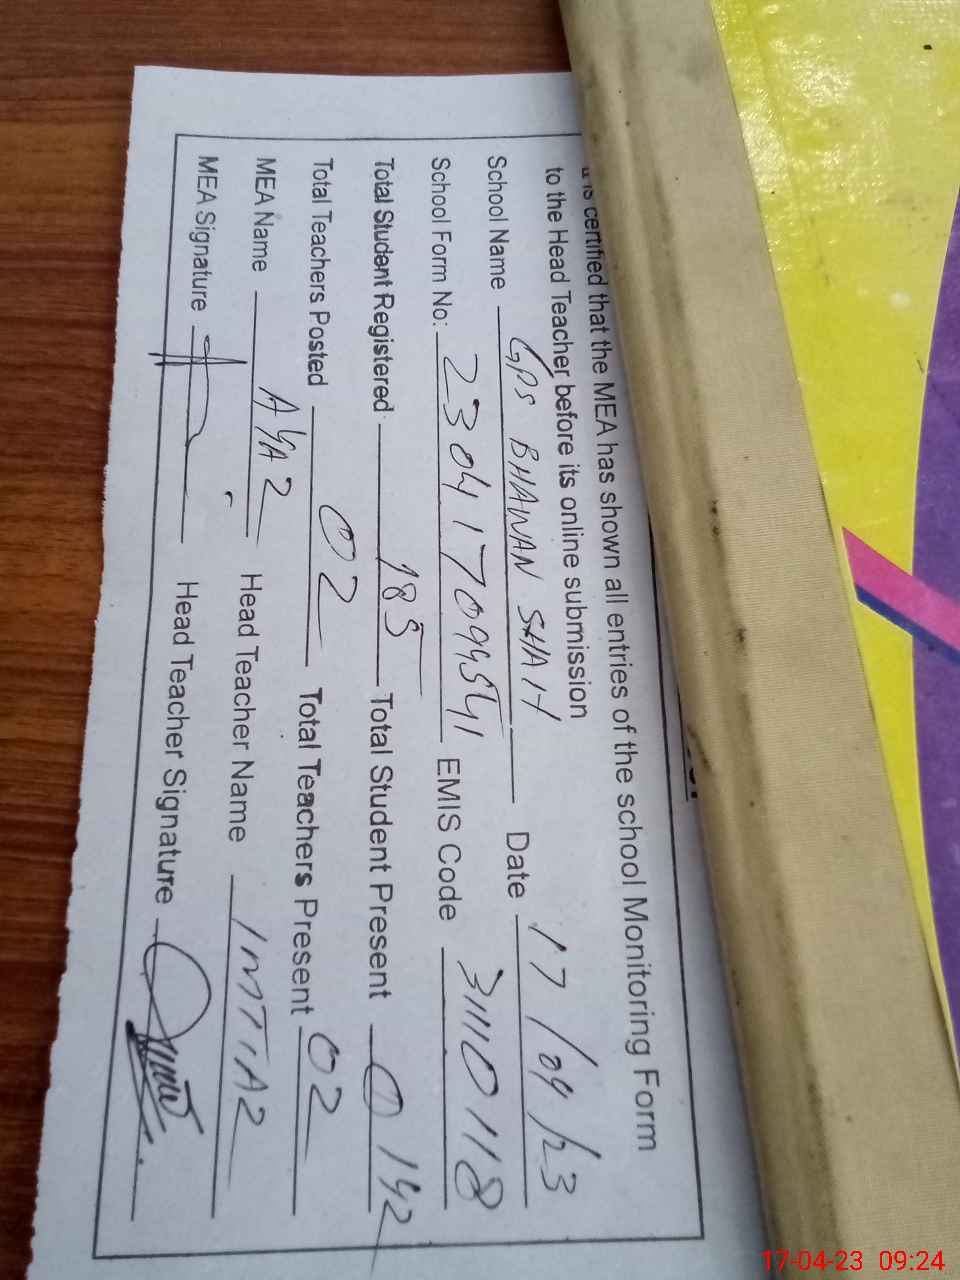 is certified that the MEA has shown all entries of the school Monitoring Form
to the Head Teacher before its online submission
School Name GPS BHAWAN SHAH Date 17/04/23
School Form No: EMIS Code 31110118
Total Student Registered 185 Total Student Present 142
Total Teachers Posted 02 Total Teachers Present 02
MEA Name AYAZ Head Teacher Name IMTIAZ
MEA Signature Head Teacher Signature
17-04-23 09:24